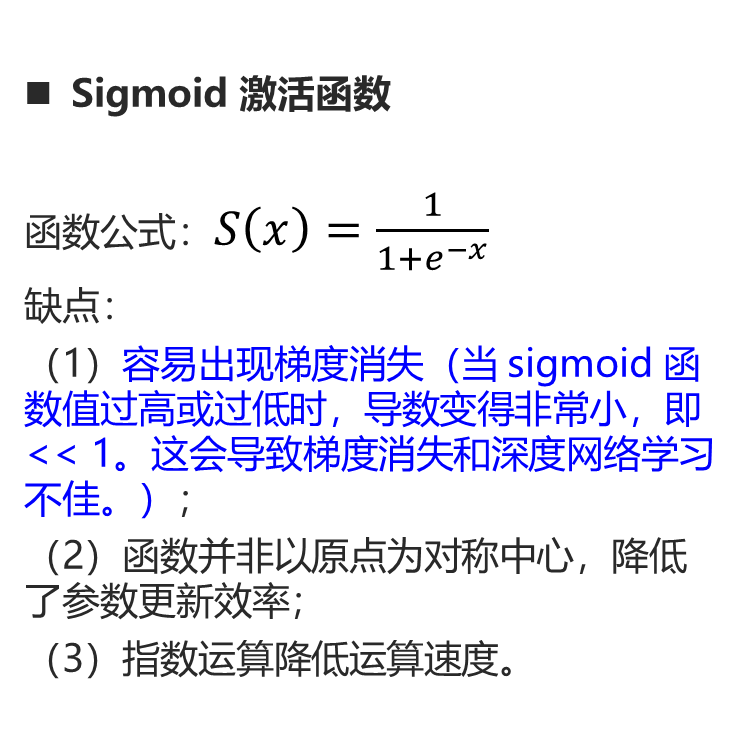 ■ Sigmoid 激活函数
函数公式：S(x) = \frac{1}{1+e^{-x}}
缺点：
（1）容易出现梯度消失（当 sigmoid 函
数值过高或过低时，导数变得非常小，即
<< 1。这会导致梯度消失和深度网络学习
不佳。）；
（2）函数并非以原点为对称中心，降低
了参数更新效率；
（3）指数运算降低运算速度。